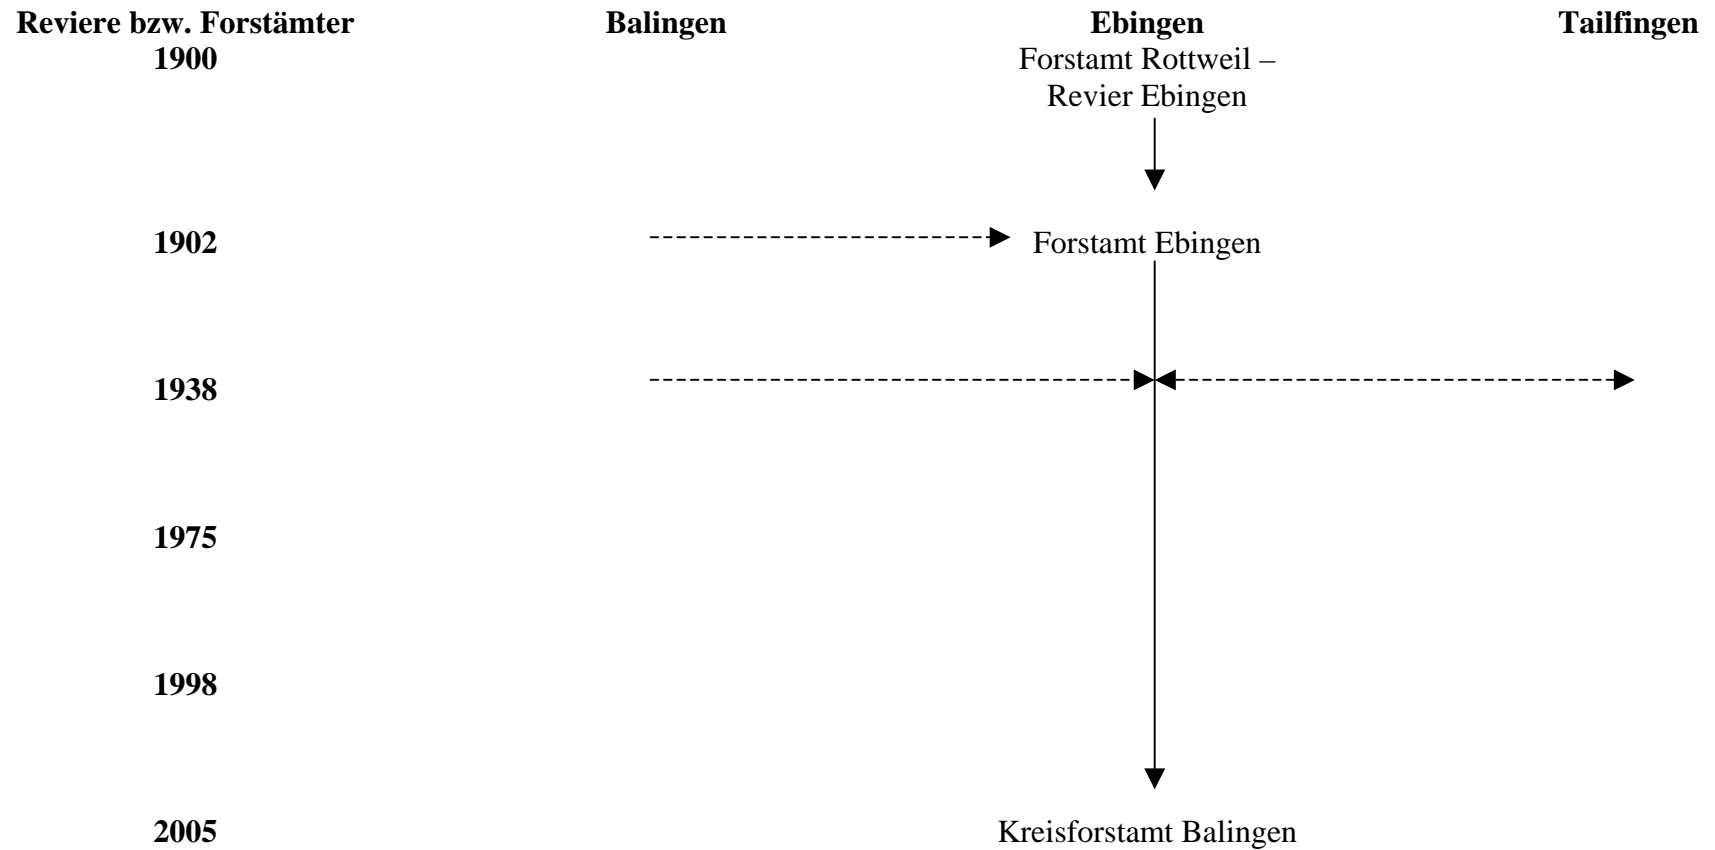 Reviere bzw. Forstämter Balingen Ebingen Tailfingen
1900 Forstamt Rottweil –
Revier Ebingen
1902 Forstamt Ebingen
1938
1975
1998
2005 Kreisforstamt Balingen